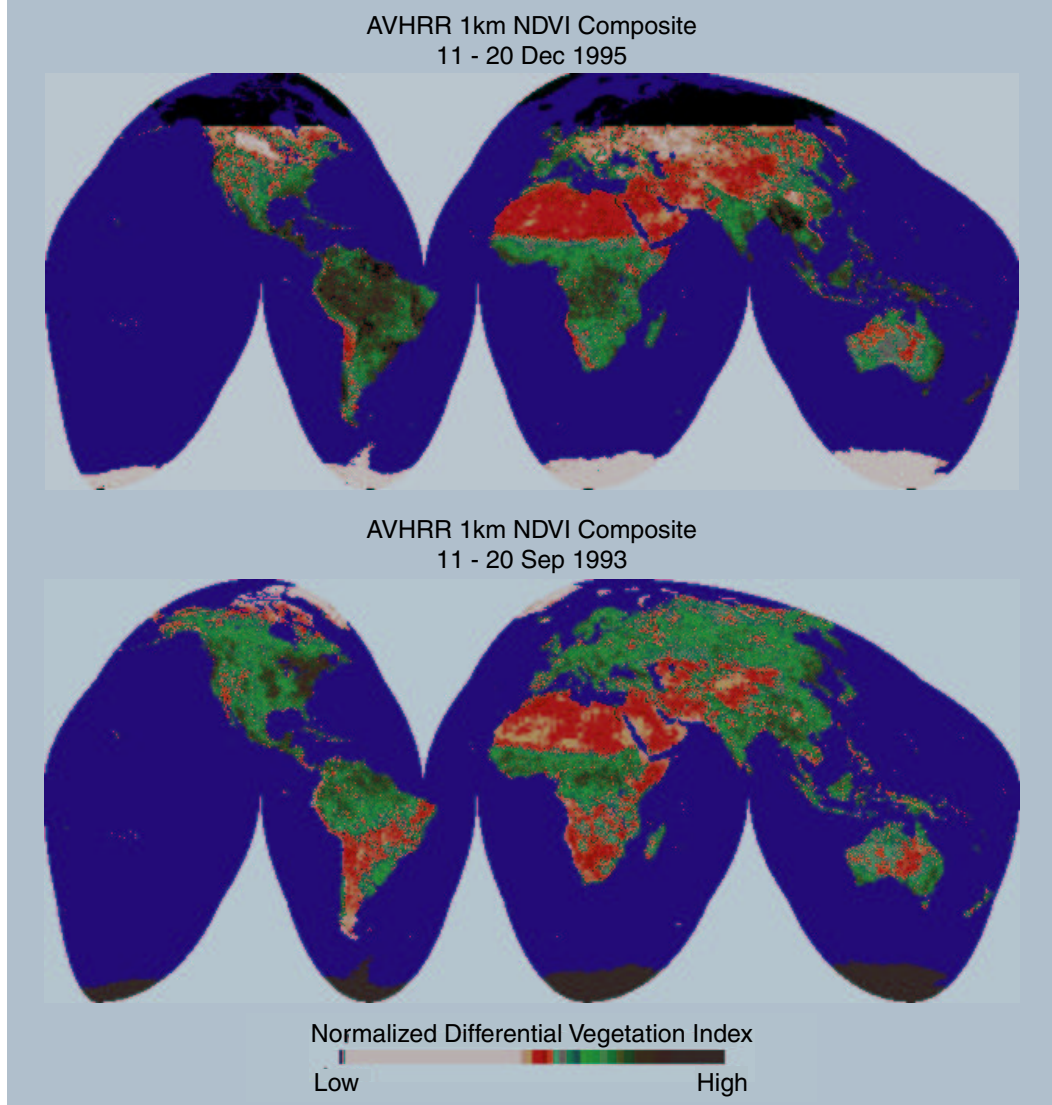 AVHRR 1km NDVI Composite
11 - 20 Dec 1995
AVHRR 1km NDVI Composite
11 - 20 Sep 1993
Normalized Differential Vegetation Index
Low
High